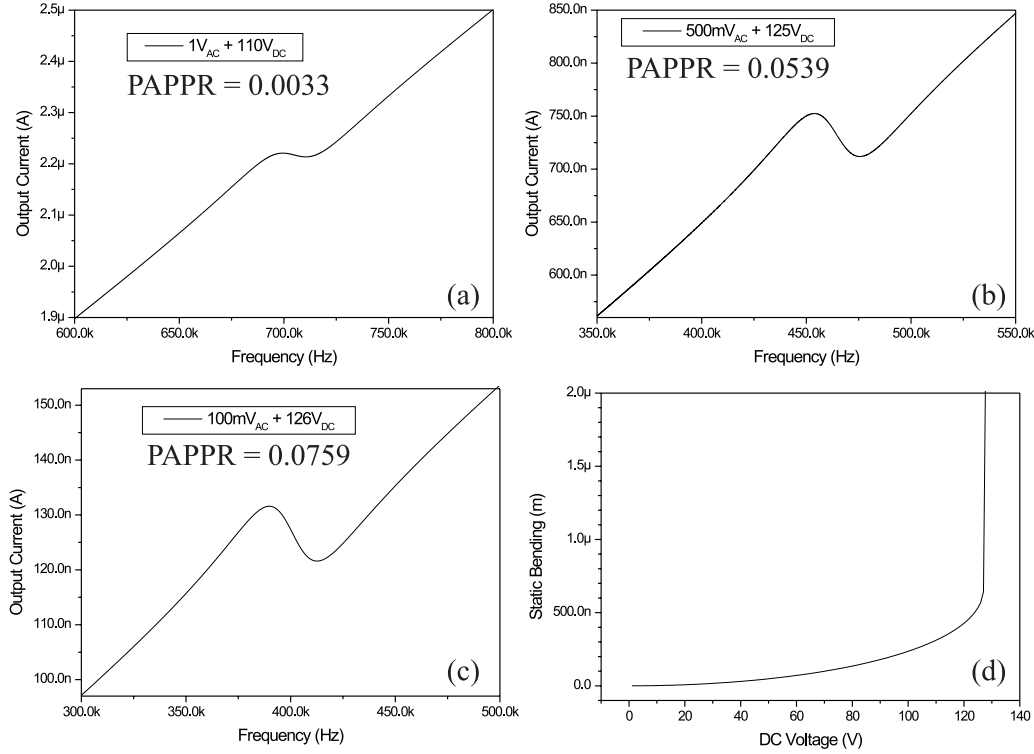 2.5µ
2.4µ
2.3µ
2.2µ
2.1µ
2.0µ
1.9µ
Output Current (A)
1V_AC + 110V_DC
PAPPR = 0.0033
(a)
600.0k 650.0k 700.0k 750.0k 800.0k
Frequency (Hz)
850.0n
800.0n
750.0n
700.0n
650.0n
600.0n
Output Current (A)
500mV_AC + 125V_DC
PAPPR = 0.0539
(b)
350.0k 400.0k 450.0k 500.0k 550.0k
Frequency (Hz)
150.0n
140.0n
130.0n
120.0n
110.0n
100.0n
Output Current (A)
100mV_AC + 126V_DC
PAPPR = 0.0759
(c)
300.0k 350.0k 400.0k 450.0k 500.0k
Frequency (Hz)
2.0µ
1.5µ
1.0µ
500.0n
0.0
Static Bending (m)
(d)
0 20 40 60 80 100 120 140
DC Voltage (V)